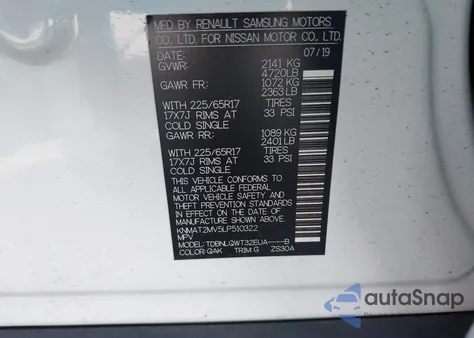 MFD BY RENAULT SAMSUNG MOTORS
CO. LTD. FOR NISSAN MOTOR CO. LTD.
DATE: 07/19
GVWR: 2141 KG
4720LB
GAWR FR: 1072 KG
2363LB
WITH 225/65R17 TIRES
17X7J RIMS AT 33 PSI
COLD SINGLE
GAWR RR: 1089 KG
2401LB
WITH 225/65R17 TIRES
17X7J RIMS AT 33 PSI
COLD SINGLE
THIS VEHICLE CONFORMS TO
ALL APPLICABLE FEDERAL MOTOR
VEHICLE SAFETY STANDARDS IN
EFFECT ON THE DATE OF
MANUFACTURE SHOWN ABOVE.
KNMAT2MV5LP510322
MPV
MODEL: TDBNLQWT32EUA----B
COLOR: QAK TRIM G ZS30A
autoSnap
by CarCheckVIN